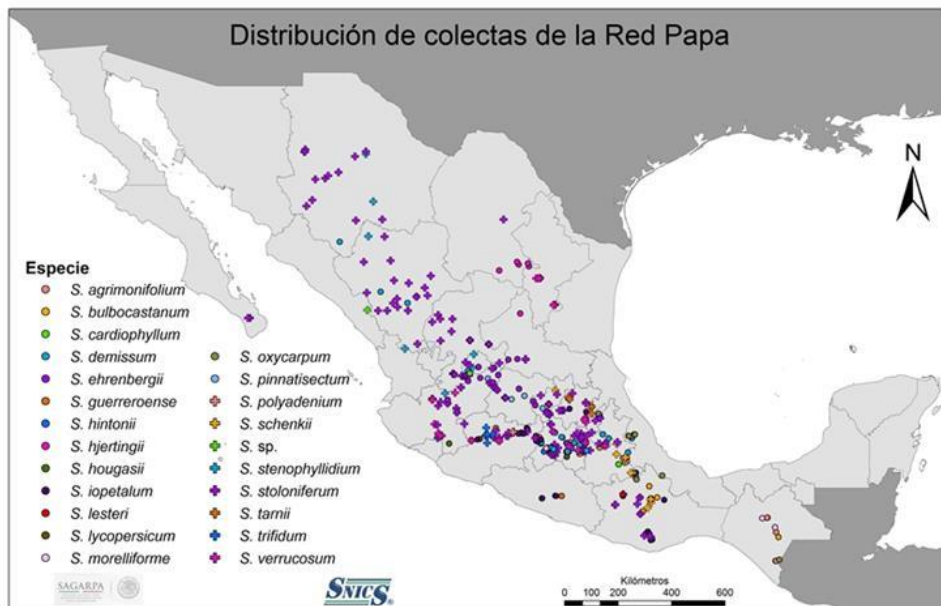 Distribución de colectas de la Red Papa
N
Especie
S. agrimonifolium
S. bulbocastanum
S. cardiophyllum
S. demissum
S. ehrenbergii
S. guerreroense
S. hintonii
S. hjertingii
S. hougasii
S. iopetalum
S. lesteri
S. lycopersicum
S. morelliforme
S. oxycarpum
S. pinnatisectum
S. polyadenium
S. schenkii
S. sp.
S. stenophyllidium
S. stoloniferum
S. tarnii
S. trifidum
S. verrucosum
SAGARPA
SNICS®
Kilómetros
0 100 200 400 600